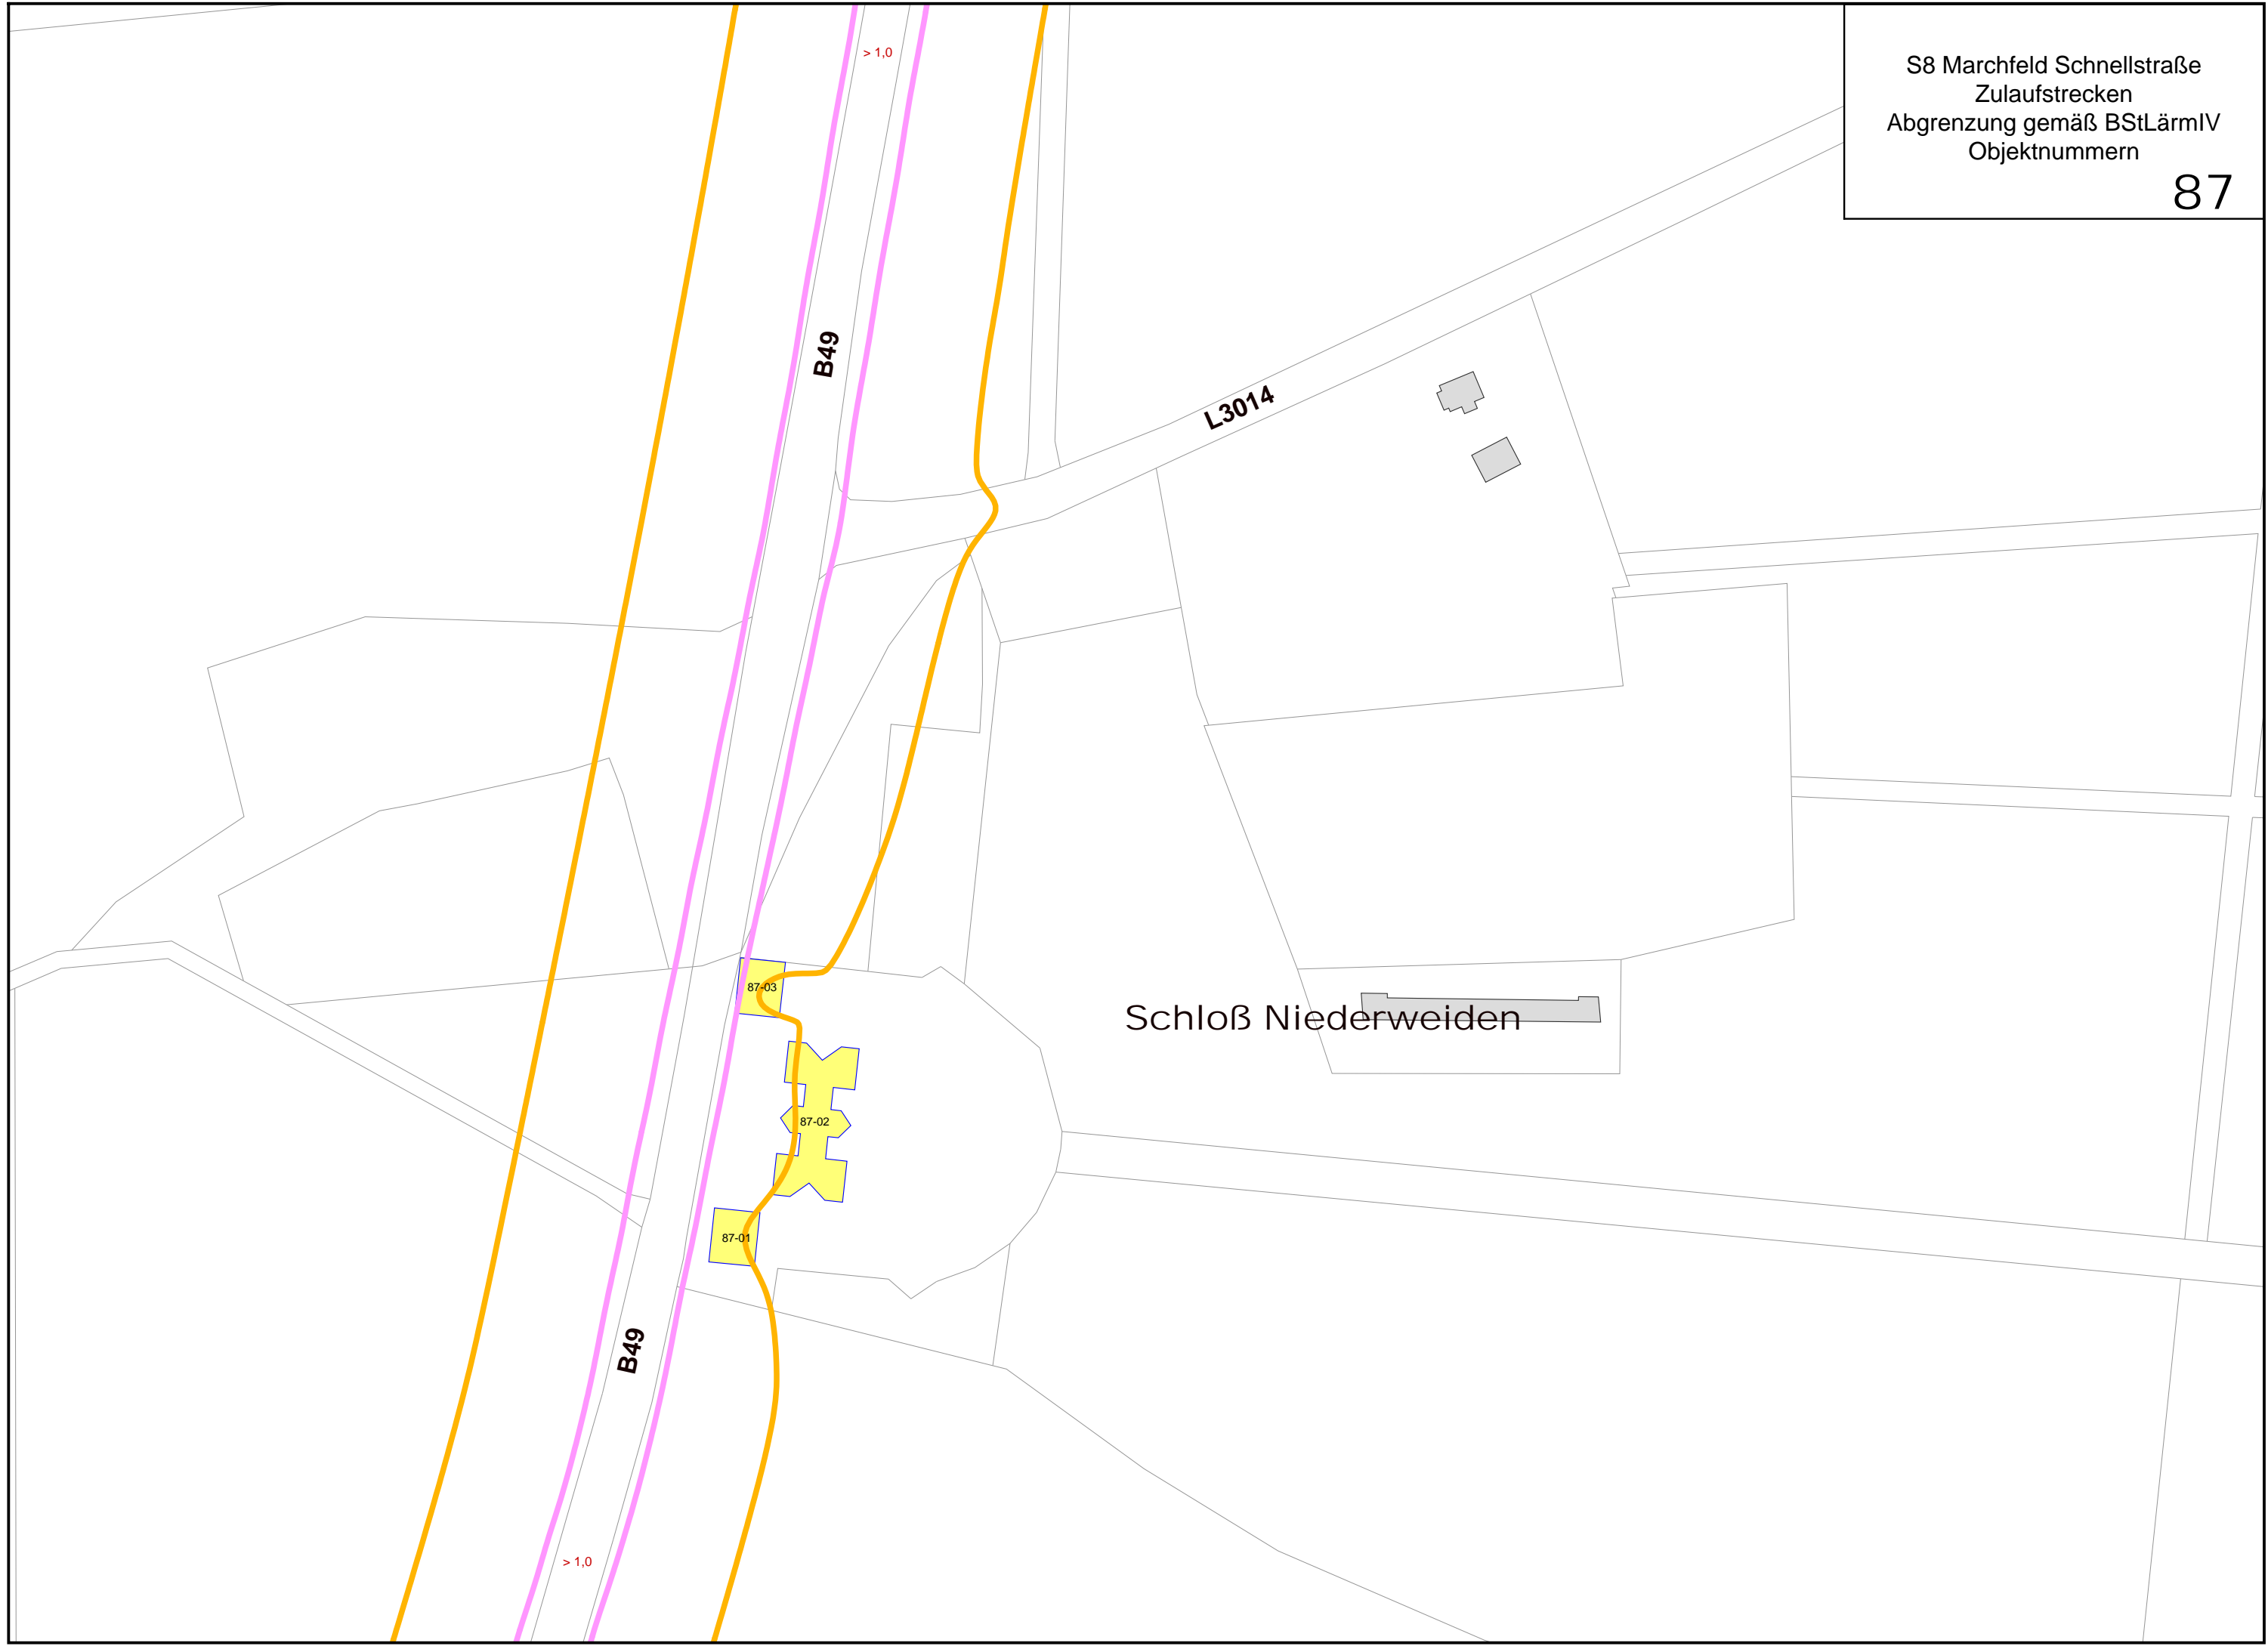 S8 Marchfeld Schnellstraße
Zulaufstrecken
Abgrenzung gemäß BStLärmIV
Objektnummern
87
> 1,0
B49
L3014
87-03
Schloß Niederweiden
87-02
87-01
B49
> 1,0